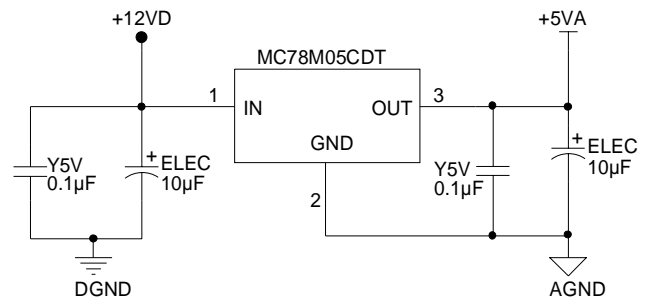 +12VD
+5VA
MC78M05CDT
1
IN
OUT
3
GND
2
Y5V
0.1µF
+
ELEC
10µF
Y5V
0.1µF
+
ELEC
10µF
DGND
AGND